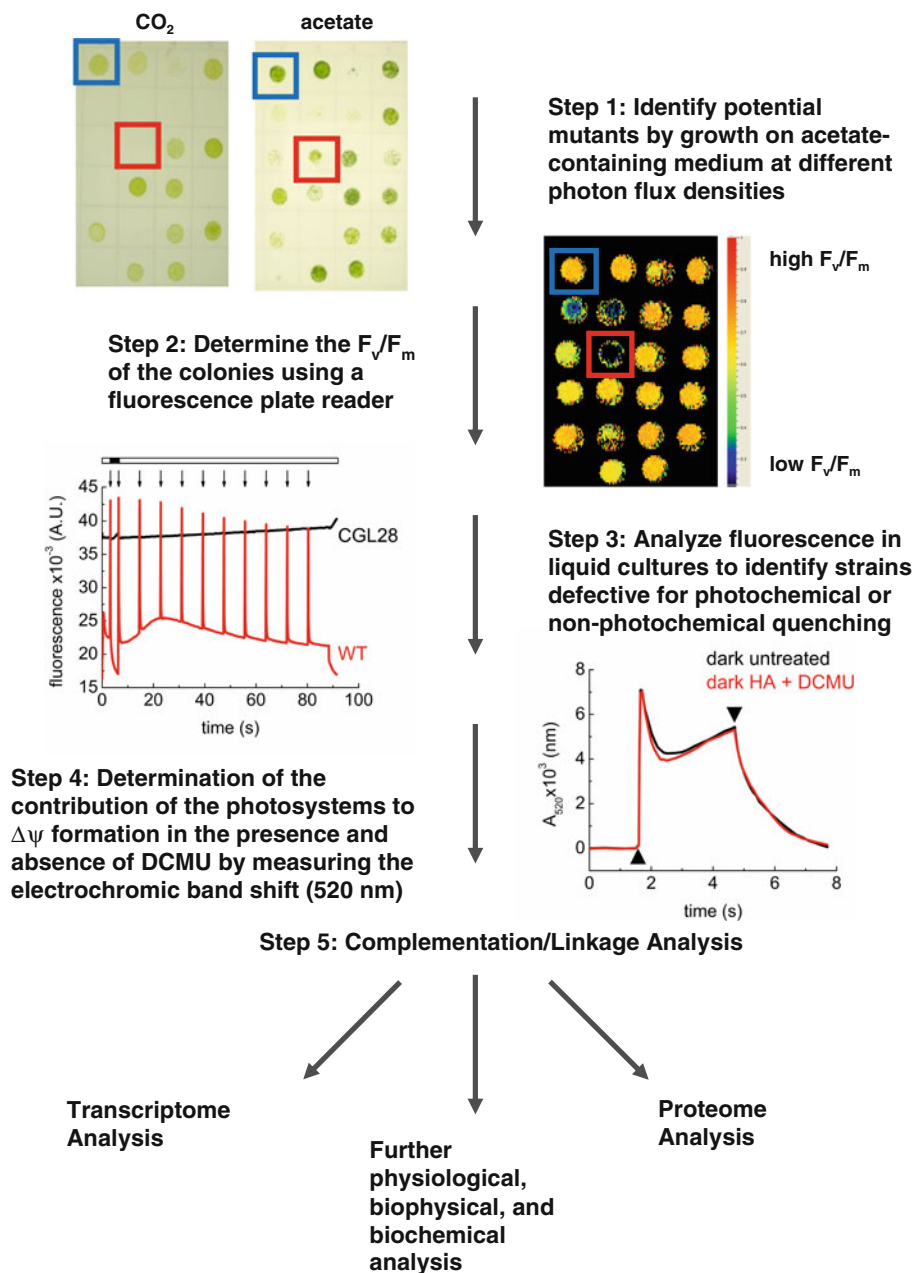 CO2
acetate
Step 1: Identify potential
mutants by growth on acetate-
containing medium at different
photon flux densities
high Fv/Fm
low Fv/Fm
Step 2: Determine the Fv/Fm
of the colonies using a
fluorescence plate reader
45
40
35
30
25
20
15
fluorescence x10-3 (A.U.)
CGL28
WT
0 20 40 60 80 100
time (s)
Step 3: Analyze fluorescence in
liquid cultures to identify strains
defective for photochemical or
non-photochemical quenching
dark untreated
dark HA + DCMU
8
6
4
2
0
A520x103 (nm)
0 2 4 6 8
time (s)
Step 4: Determination of the
contribution of the photosystems to
Δψ formation in the presence and
absence of DCMU by measuring the
electrochromic band shift (520 nm)
Step 5: Complementation/Linkage Analysis
Transcriptome
Analysis
Further
physiological,
biophysical, and
biochemical
analysis
Proteome
Analysis